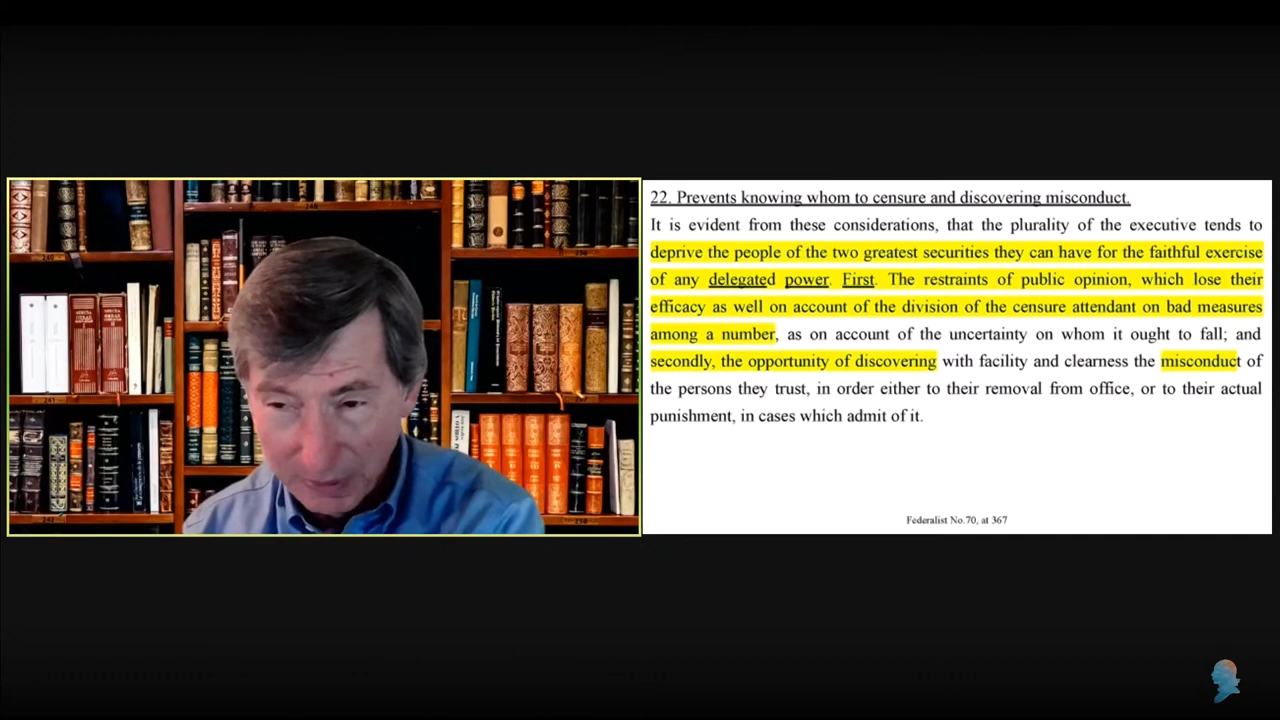 22. Prevents knowing whom to censure and discovering misconduct.
It is evident from these considerations, that the plurality of the executive tends to
deprive the people of the two greatest securities they can have for the faithful exercise
of any delegated power. First. The restraints of public opinion, which lose their
efficacy as well on account of the division of the censure attendant on bad measures
among a number, as on account of the uncertainty on whom it ought to fall; and
secondly, the opportunity of discovering with facility and clearness the misconduct of
the persons they trust, in order either to their removal from office, or to their actual
punishment, in cases which admit of it.
Federalist No.70, at 367